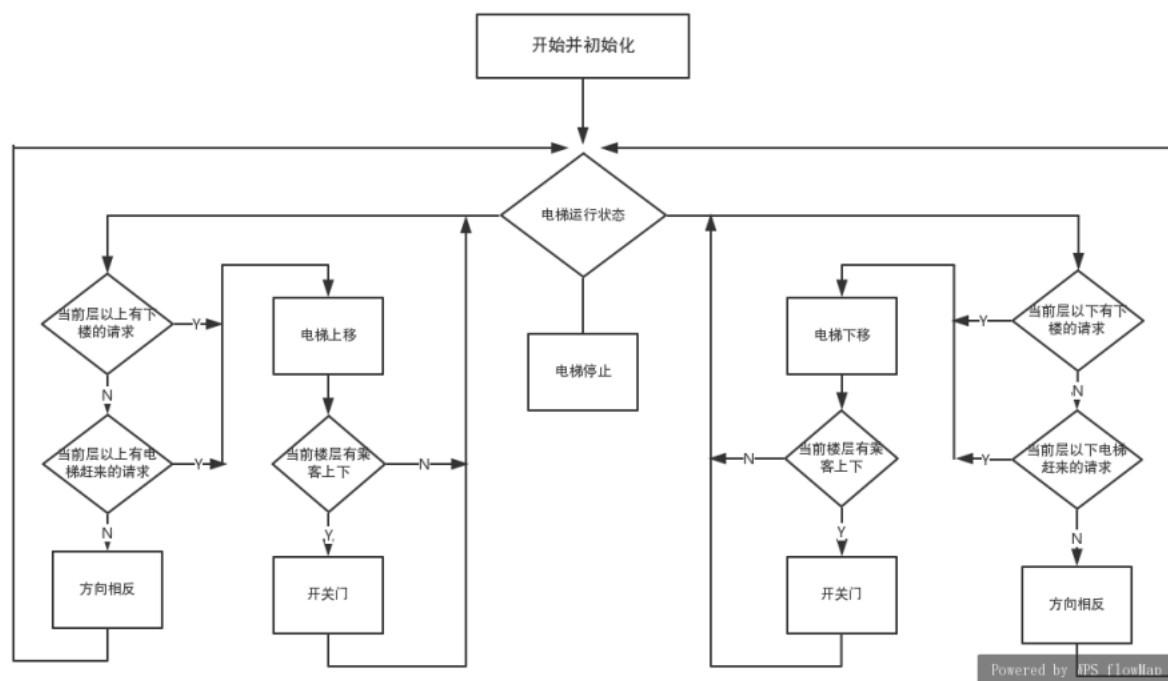 开始并初始化
电梯运行状态
当前层以上有下
楼的请求
Y
N
当前层以上有电
梯赶来的请求
Y
N
方向相反
电梯上移
当前楼层有乘
客上下
N
Y
开关门
电梯停止
电梯下移
当前楼层有乘
客上下
N
Y
开关门
当前层以下有下
楼的请求
Y
N
当前层以下电梯
赶来的请求
Y
N
方向相反
Powered by WPS flowMap